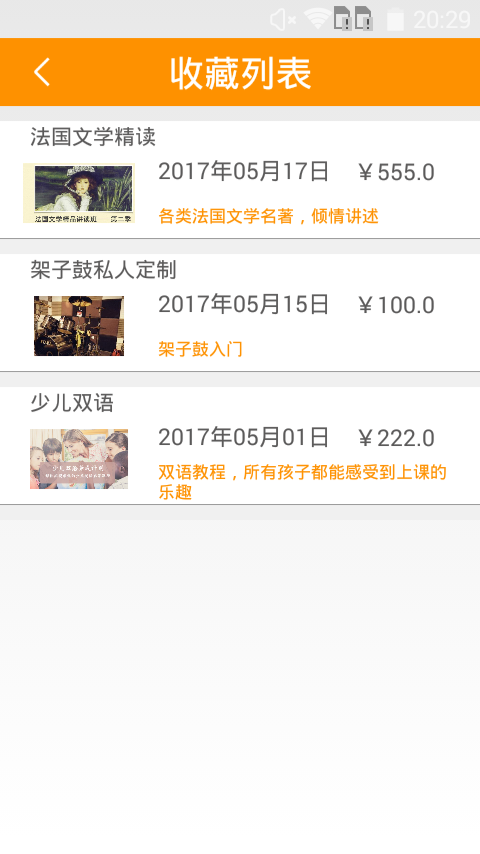 20:29
收藏列表
法国文学精读
2017年05月17日 ￥555.0
法国文学精品讲读班 第二季
各类法国文学名著，倾情讲述
架子鼓私人定制
2017年05月15日 ￥100.0
架子鼓入门
少儿双语
2017年05月01日 ￥222.0
双语教程，所有孩子都能感受到上课的
乐趣